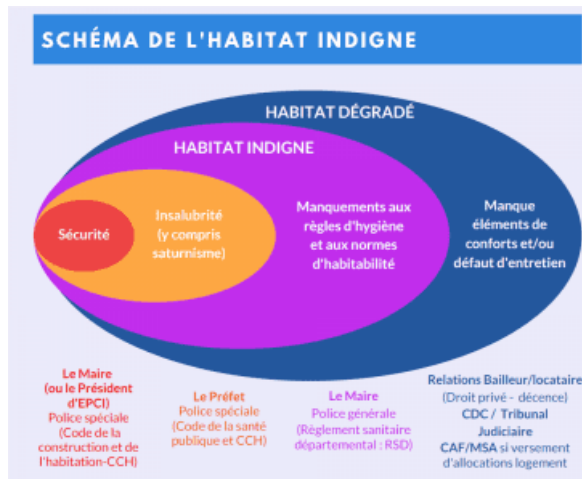 SCHÉMA DE L'HABITAT INDIGNE
HABITAT DÉGRADÉ
HABITAT INDIGNE
Sécurité
Insalubrité
(y compris
saturnisme)
Manquements aux
règles d'hygiène
et aux normes
d'habitabilité
Manque
éléments de
conforts et/ou
défaut d'entretien
Le Maire
(ou le Président
d'EPCI)
Police spéciale
(Code de la
construction et de
l'habitation-CCH)
Le Préfet
Police spéciale
(Code de la santé
publique et CCH)
Le Maire
Police générale
(Règlement sanitaire
départemental : RSD)
Relations Bailleur/locataire
(Droit privé - décence)
CDC / Tribunal
Judiciaire
CAF/MSA si versement
d'allocations logement